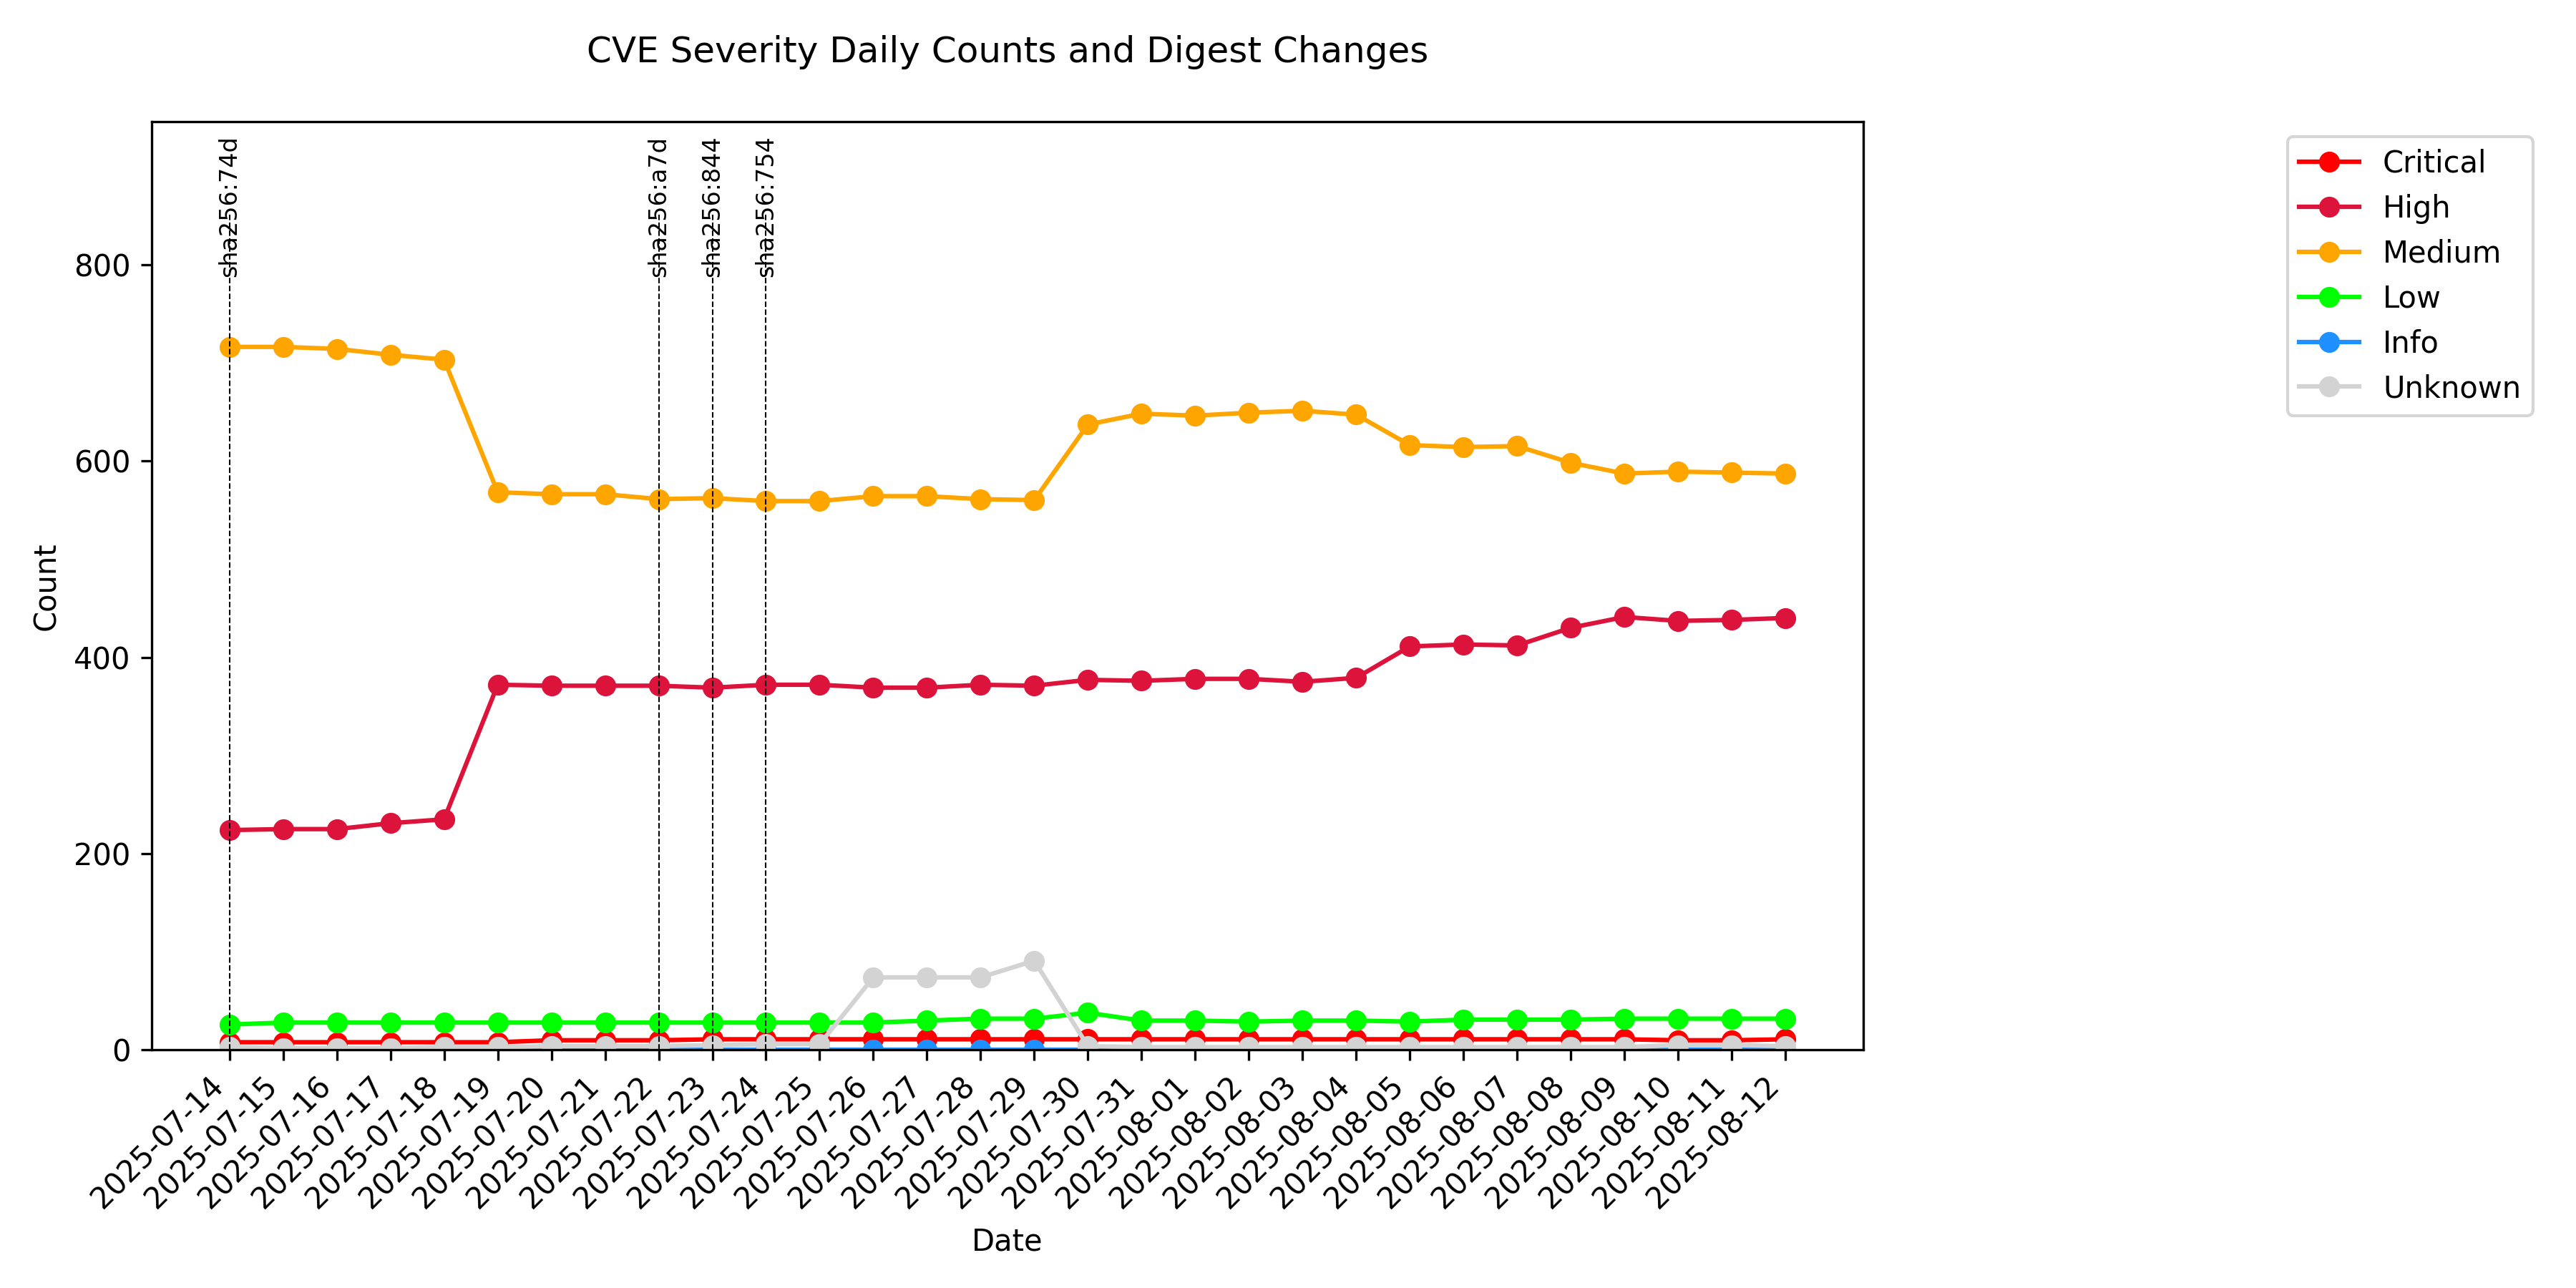 CVE Severity Daily Counts and Digest Changes
sha256:74d
sha256:a7d
sha256:844
sha256:754
Critical
High
Medium
Low
Info
Unknown
800
600
400
200
0
Count
2025-07-14
2025-07-15
2025-07-16
2025-07-17
2025-07-18
2025-07-19
2025-07-20
2025-07-21
2025-07-22
2025-07-23
2025-07-24
2025-07-25
2025-07-26
2025-07-27
2025-07-28
2025-07-29
2025-07-30
2025-07-31
2025-08-01
2025-08-02
2025-08-03
2025-08-04
2025-08-05
2025-08-06
2025-08-07
2025-08-08
2025-08-09
2025-08-10
2025-08-11
2025-08-12
Date